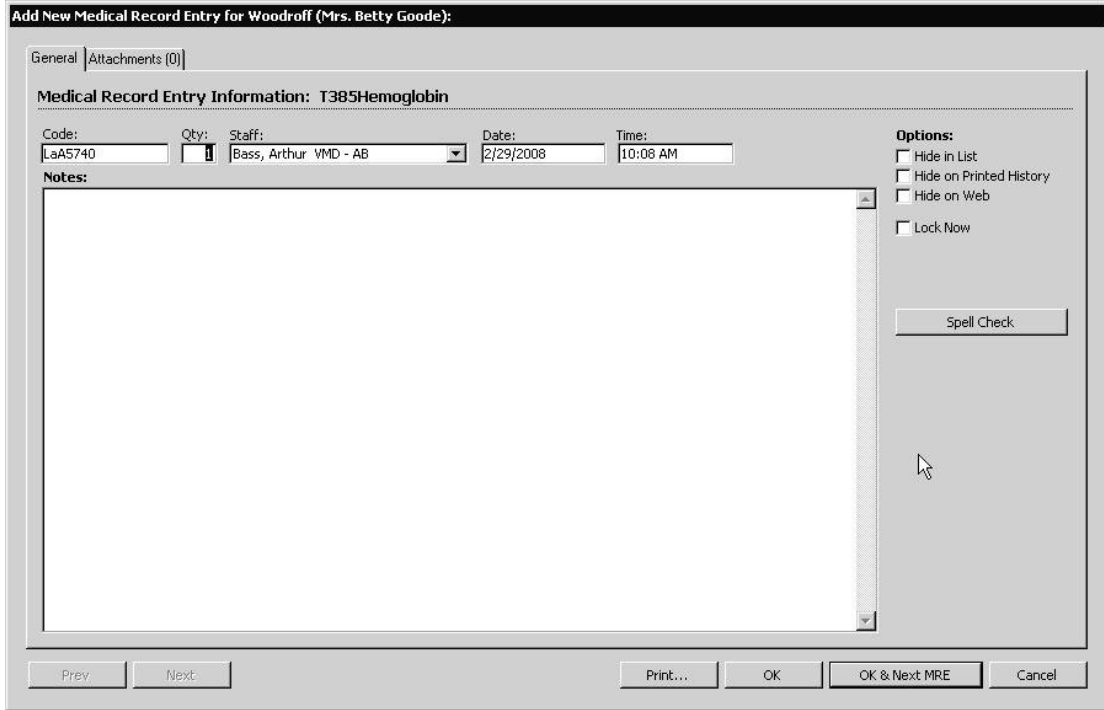 Add New Medical Record Entry for Woodroff (Mrs. Betty Goode):
General Attachments (0)
Medical Record Entry Information: T385Hemoglobin
Code: Qty: Staff: Date: Time: Options:
LaA5740 1 Bass, Arthur VMD - AB 2/29/2008 10:08 AM Hide in List
Notes: Hide on Printed History
Hide on Web
Lock Now
Spell Check
Prev Next Print... OK OK & Next MRE Cancel